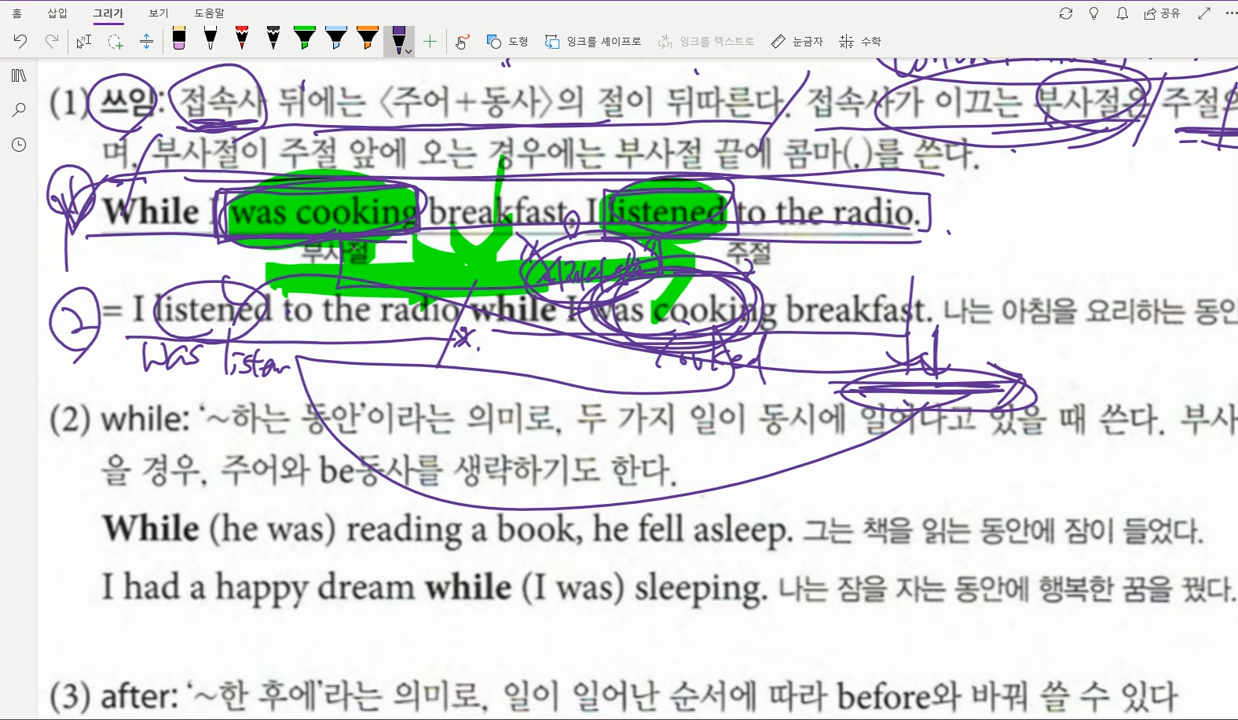 홈 삽입 그리기 보기 도움말 공유
도형 잉크를 셰이프로 잉크를 텍스트로 눈금자 수학
(1) 쓰임: 접속사 뒤에는 〈주어+동사〉의 절이 뒤따른다. 접속사가 이끄는 부사절은 주절의
며, 부사절이 주절 앞에 오는 경우에는 부사절 끝에 콤마(,)를 쓴다.
While I was cooking breakfast, I listened to the radio.
부사절 주절
② = I listened to the radio while I was cooking breakfast. 나는 아침을 요리하는 동안
was listen cooked
(2) while: ‘~하는 동안’이라는 의미로, 두 가지 일이 동시에 일어나고 있을 때 쓴다. 부사
을 경우, 주어와 be동사를 생략하기도 한다.
While (he was) reading a book, he fell asleep. 그는 책을 읽는 동안에 잠이 들었다.
I had a happy dream while (I was) sleeping. 나는 잠을 자는 동안에 행복한 꿈을 꿨다.
(3) after: ‘~한 후에’라는 의미로, 일이 일어난 순서에 따라 before와 바꿔 쓸 수 있다